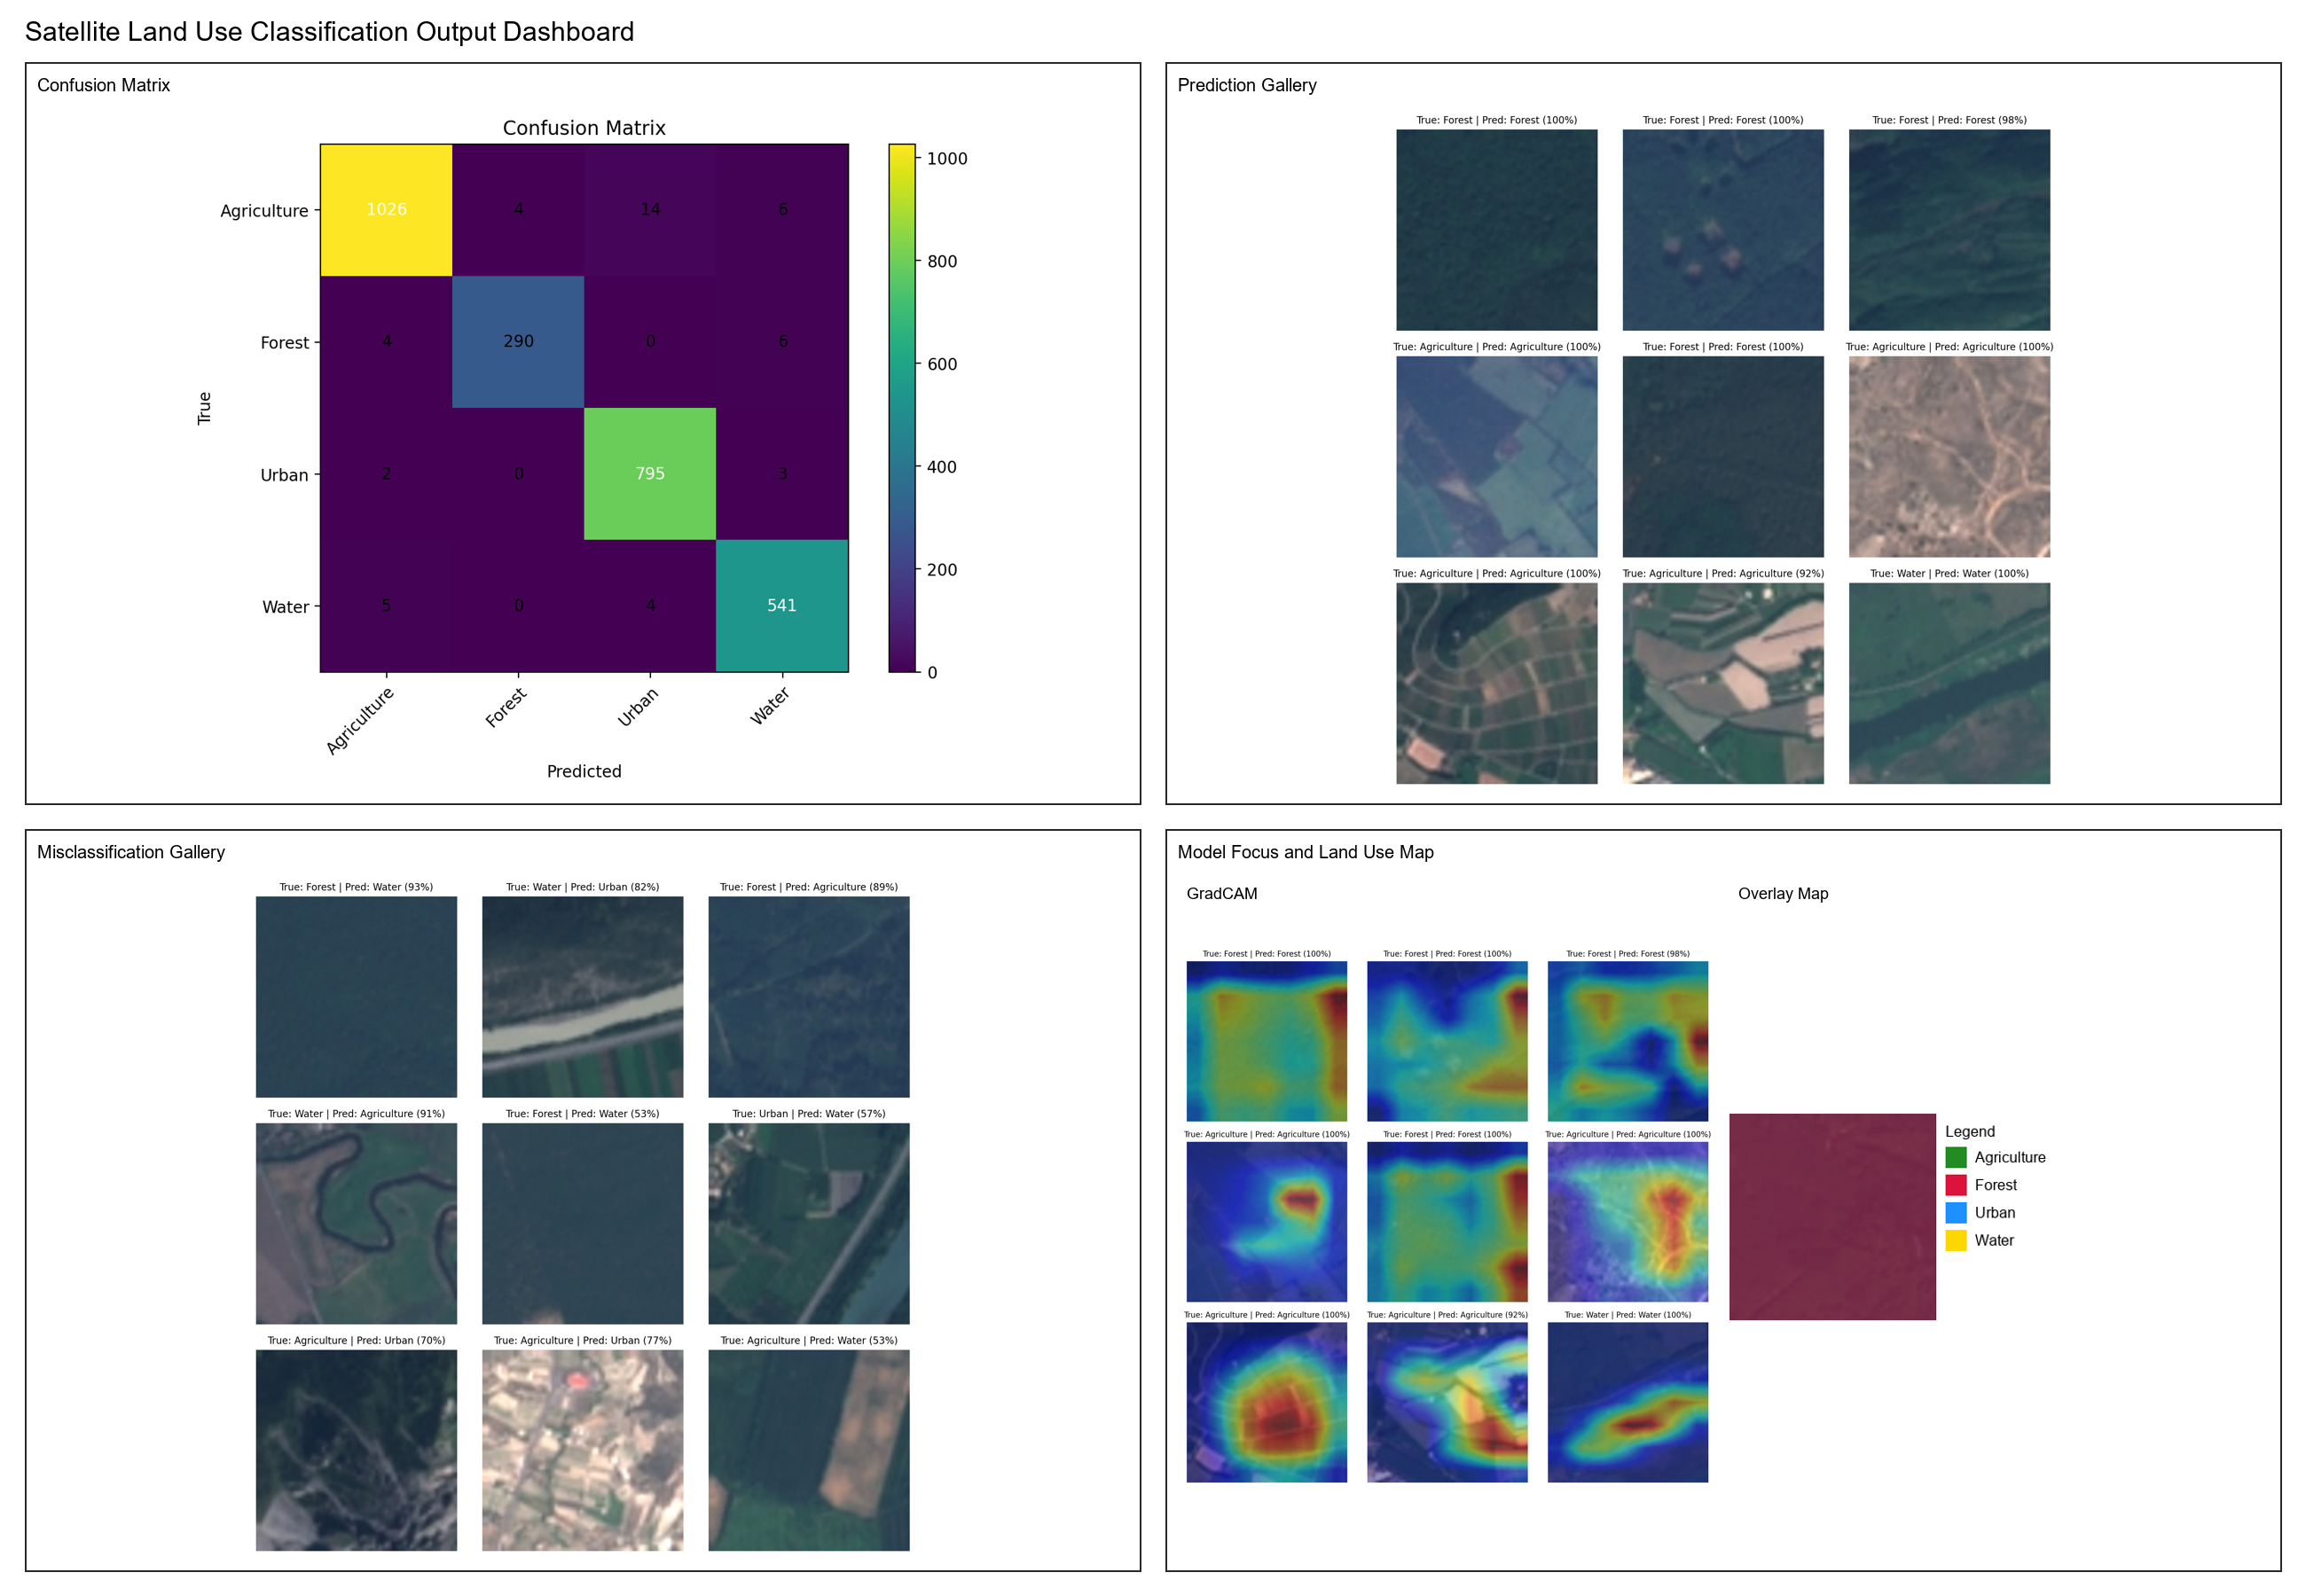 Satellite Land Use Classification Output Dashboard
Confusion Matrix
Confusion Matrix
True
Agriculture 1026 4 14 6
Forest 4 290 0 6
Urban 2 0 795 3
Water 5 0 4 541
Agriculture Forest Urban Water
Predicted
1000
800
600
400
200
0
Prediction Gallery
True: Forest | Pred: Forest (100%)
True: Forest | Pred: Forest (100%)
True: Forest | Pred: Forest (98%)
True: Agriculture | Pred: Agriculture (100%)
True: Forest | Pred: Forest (100%)
True: Agriculture | Pred: Agriculture (100%)
True: Agriculture | Pred: Agriculture (100%)
True: Agriculture | Pred: Agriculture (92%)
True: Water | Pred: Water (100%)
Misclassification Gallery
True: Forest | Pred: Water (93%)
True: Water | Pred: Urban (82%)
True: Forest | Pred: Agriculture (89%)
True: Water | Pred: Agriculture (91%)
True: Forest | Pred: Water (53%)
True: Urban | Pred: Water (57%)
True: Agriculture | Pred: Urban (70%)
True: Agriculture | Pred: Urban (77%)
True: Agriculture | Pred: Water (53%)
Model Focus and Land Use Map
GradCAM
True: Forest | Pred: Forest (100%)
True: Forest | Pred: Forest (100%)
True: Forest | Pred: Forest (98%)
True: Agriculture | Pred: Agriculture (100%)
True: Forest | Pred: Forest (100%)
True: Agriculture | Pred: Agriculture (100%)
True: Agriculture | Pred: Agriculture (100%)
True: Agriculture | Pred: Agriculture (92%)
True: Water | Pred: Water (100%)
Overlay Map
Legend
Agriculture
Forest
Urban
Water